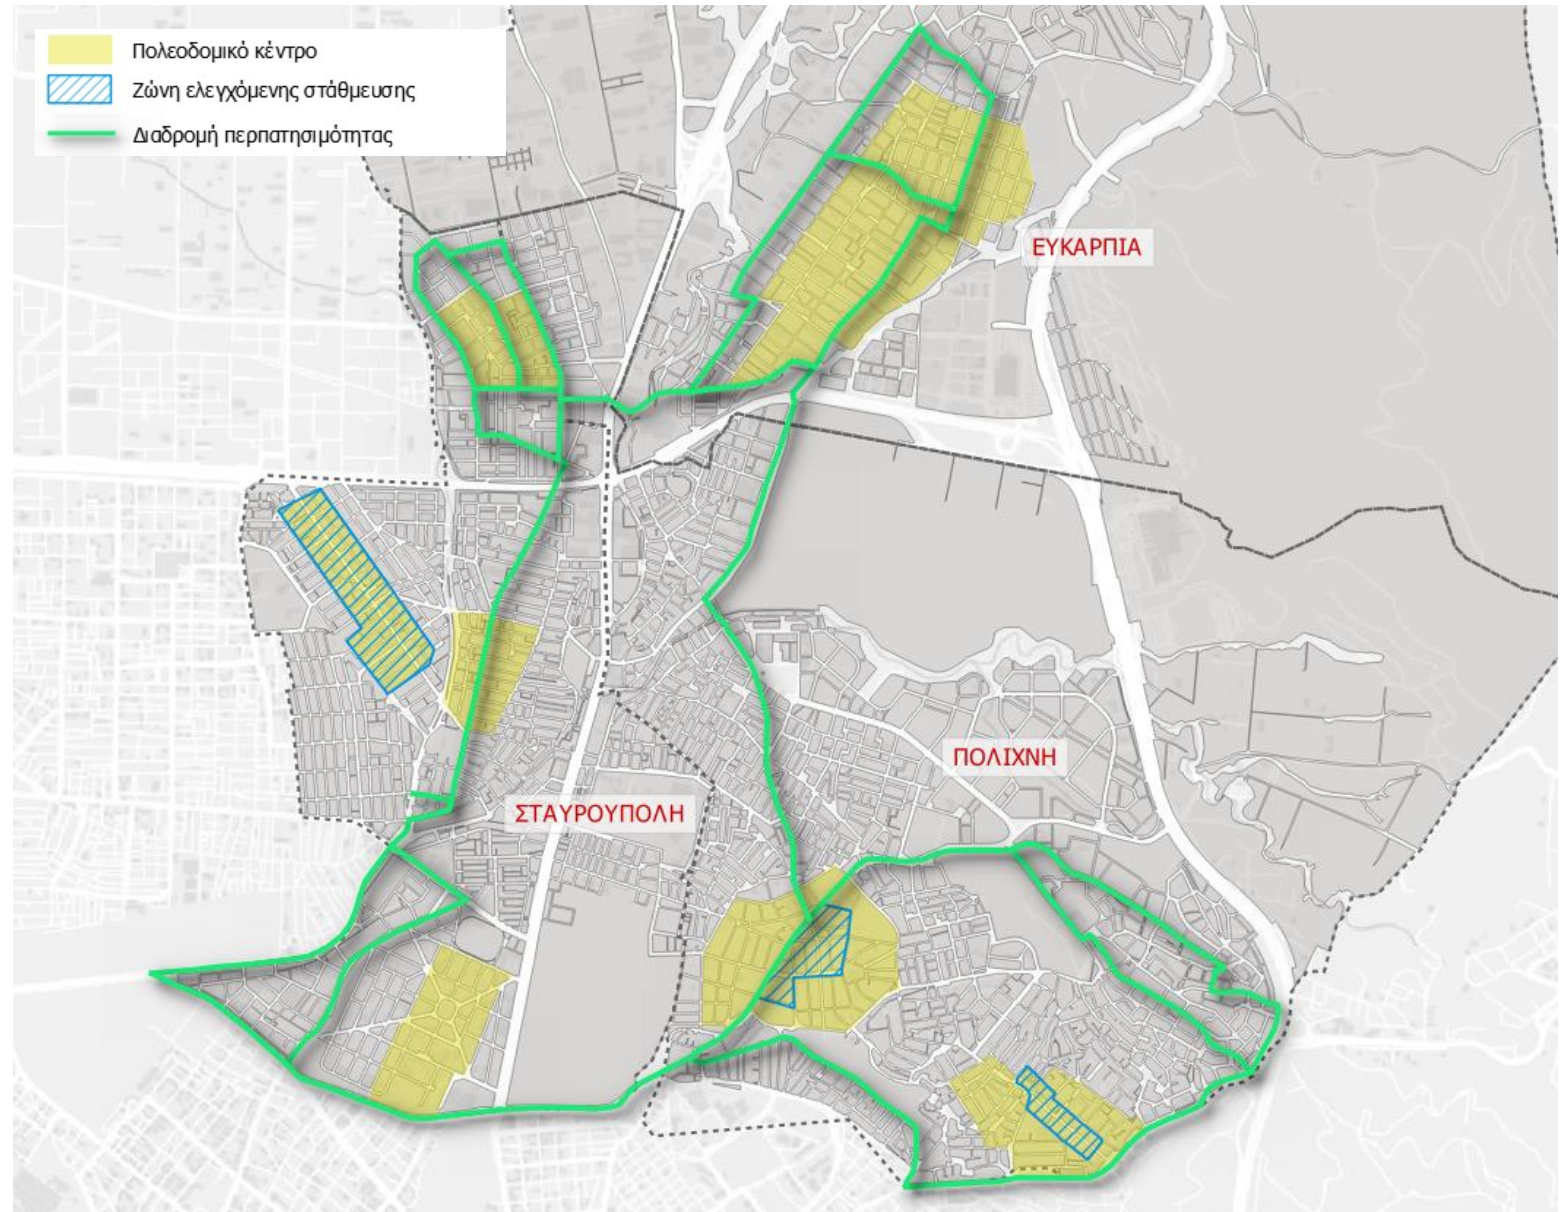 Πολεοδομικό κέντρο
Ζώνη ελεγχόμενης στάθμευσης
Διαδρομή περπατησιμότητας
ΕΥΚΑΡΠΙΑ
ΠΟΛΙΧΝΗ
ΣΤΑΥΡΟΥΠΟΛΗ